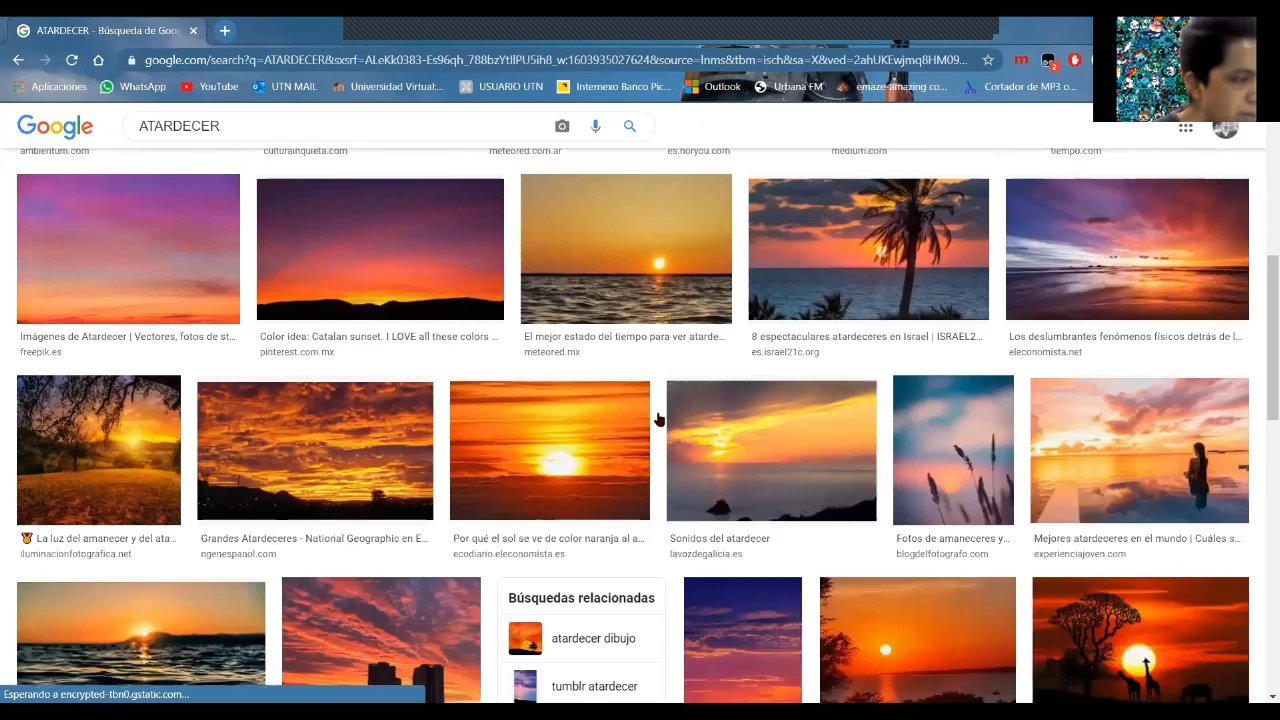 ATARDECER - Búsqueda de Goo
google.com/search?q=ATARDECER&sxsrf=ALeKk0383-Es96qh_788bzYtIlPU5ih8_w:1603935027624&source=lnms&tbm=isch&sa=X&ved=2ahUKEwjmq8HM09...
Aplicaciones
WhatsApp
YouTube
UTN MAIL
Universidad Virtual:...
USUARIO UTN
Internexo Banco Pic...
Outlook
Urbana FM
emaze-amazing co...
Cortador de MP3 o...
Google
ATARDECER
ambientum.com
culturainquieta.com
meteored.com.ar
es.noryou.com
medium.com
tiempo.com
Imágenes de Atardecer | Vectores, fotos de st...
Color idea: Catalan sunset. I LOVE all these colors ...
El mejor estado del tiempo para ver atarde...
8 espectaculares atardeceres en Israel | ISRAEL2...
Los deslumbrantes fenómenos físicos detrás de l...
freepik.es
pinterest.com.mx
meteored.mx
es.israel21c.org
eleconomista.net
La luz del amanecer y del ata...
Grandes Atardeceres - National Geographic en E...
Por qué el sol se ve de color naranja al a...
Sonidos del atardecer
Fotos de amaneceres y...
Mejores atardeceres en el mundo | Cuáles s...
iluminacionfotografica.net
ngenespanol.com
ecodiario.eleconomista.es
lavozdegalicia.es
blogdelfotografo.com
experienciajoven.com
Búsquedas relacionadas
atardecer dibujo
tumblr atardecer
Esperando a encrypted-tbn0.gstatic.com...